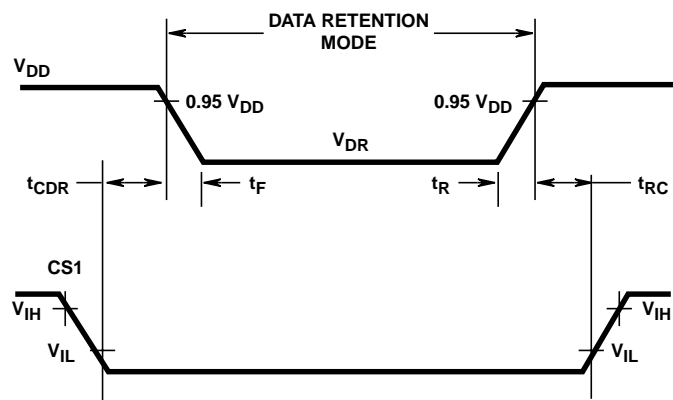 DATA RETENTION
MODE
VDD
0.95 VDD
0.95 VDD
VDR
tCDR
tF
tR
tRC
CS1
VIH
VIH
VIL
VIL